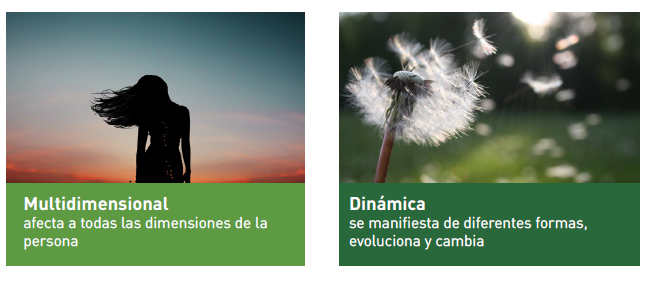 Multidimensional
afecta a todas las dimensiones de la
persona
Dinámica
se manifiesta de diferentes formas,
evoluciona y cambia